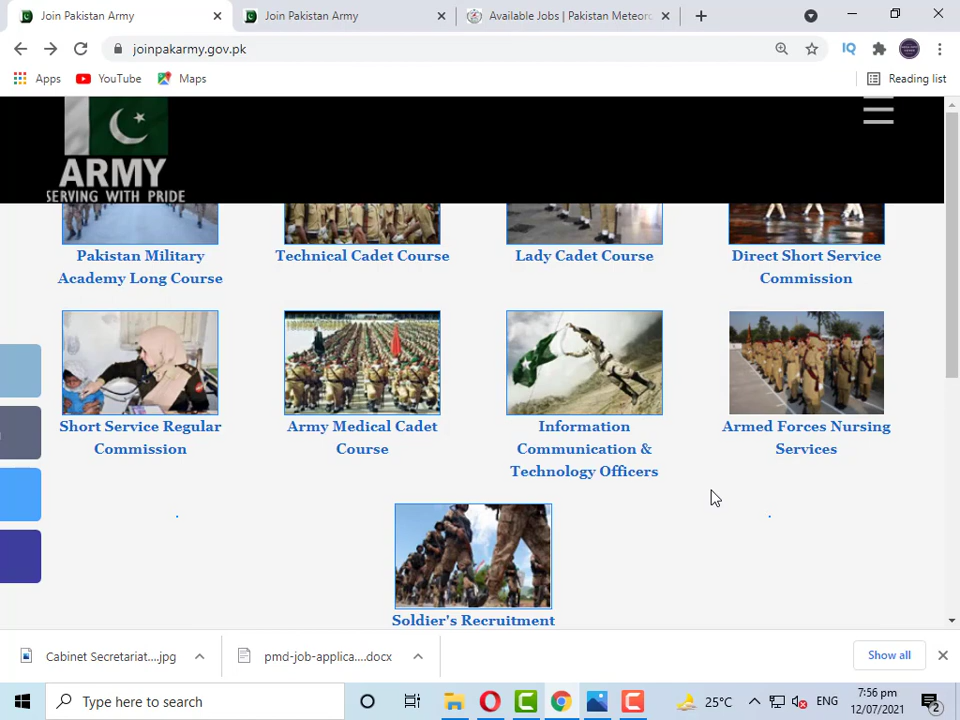 Join Pakistan Army
Join Pakistan Army
Available Jobs | Pakistan Meteor
joinpakarmy.gov.pk
IQ
Apps
YouTube
Maps
Reading list
ARMY
SERVING WITH PRIDE
Pakistan Military
Academy Long Course
Technical Cadet Course
Lady Cadet Course
Direct Short Service
Commission
Short Service Regular
Commission
Army Medical Cadet
Course
Information
Communication &
Technology Officers
Armed Forces Nursing
Services
.
.
Soldier's Recruitment
Cabinet Secretariat....jpg
pmd-job-applica....docx
Show all
Type here to search
25°C
ENG
7:56 pm
12/07/2021
2